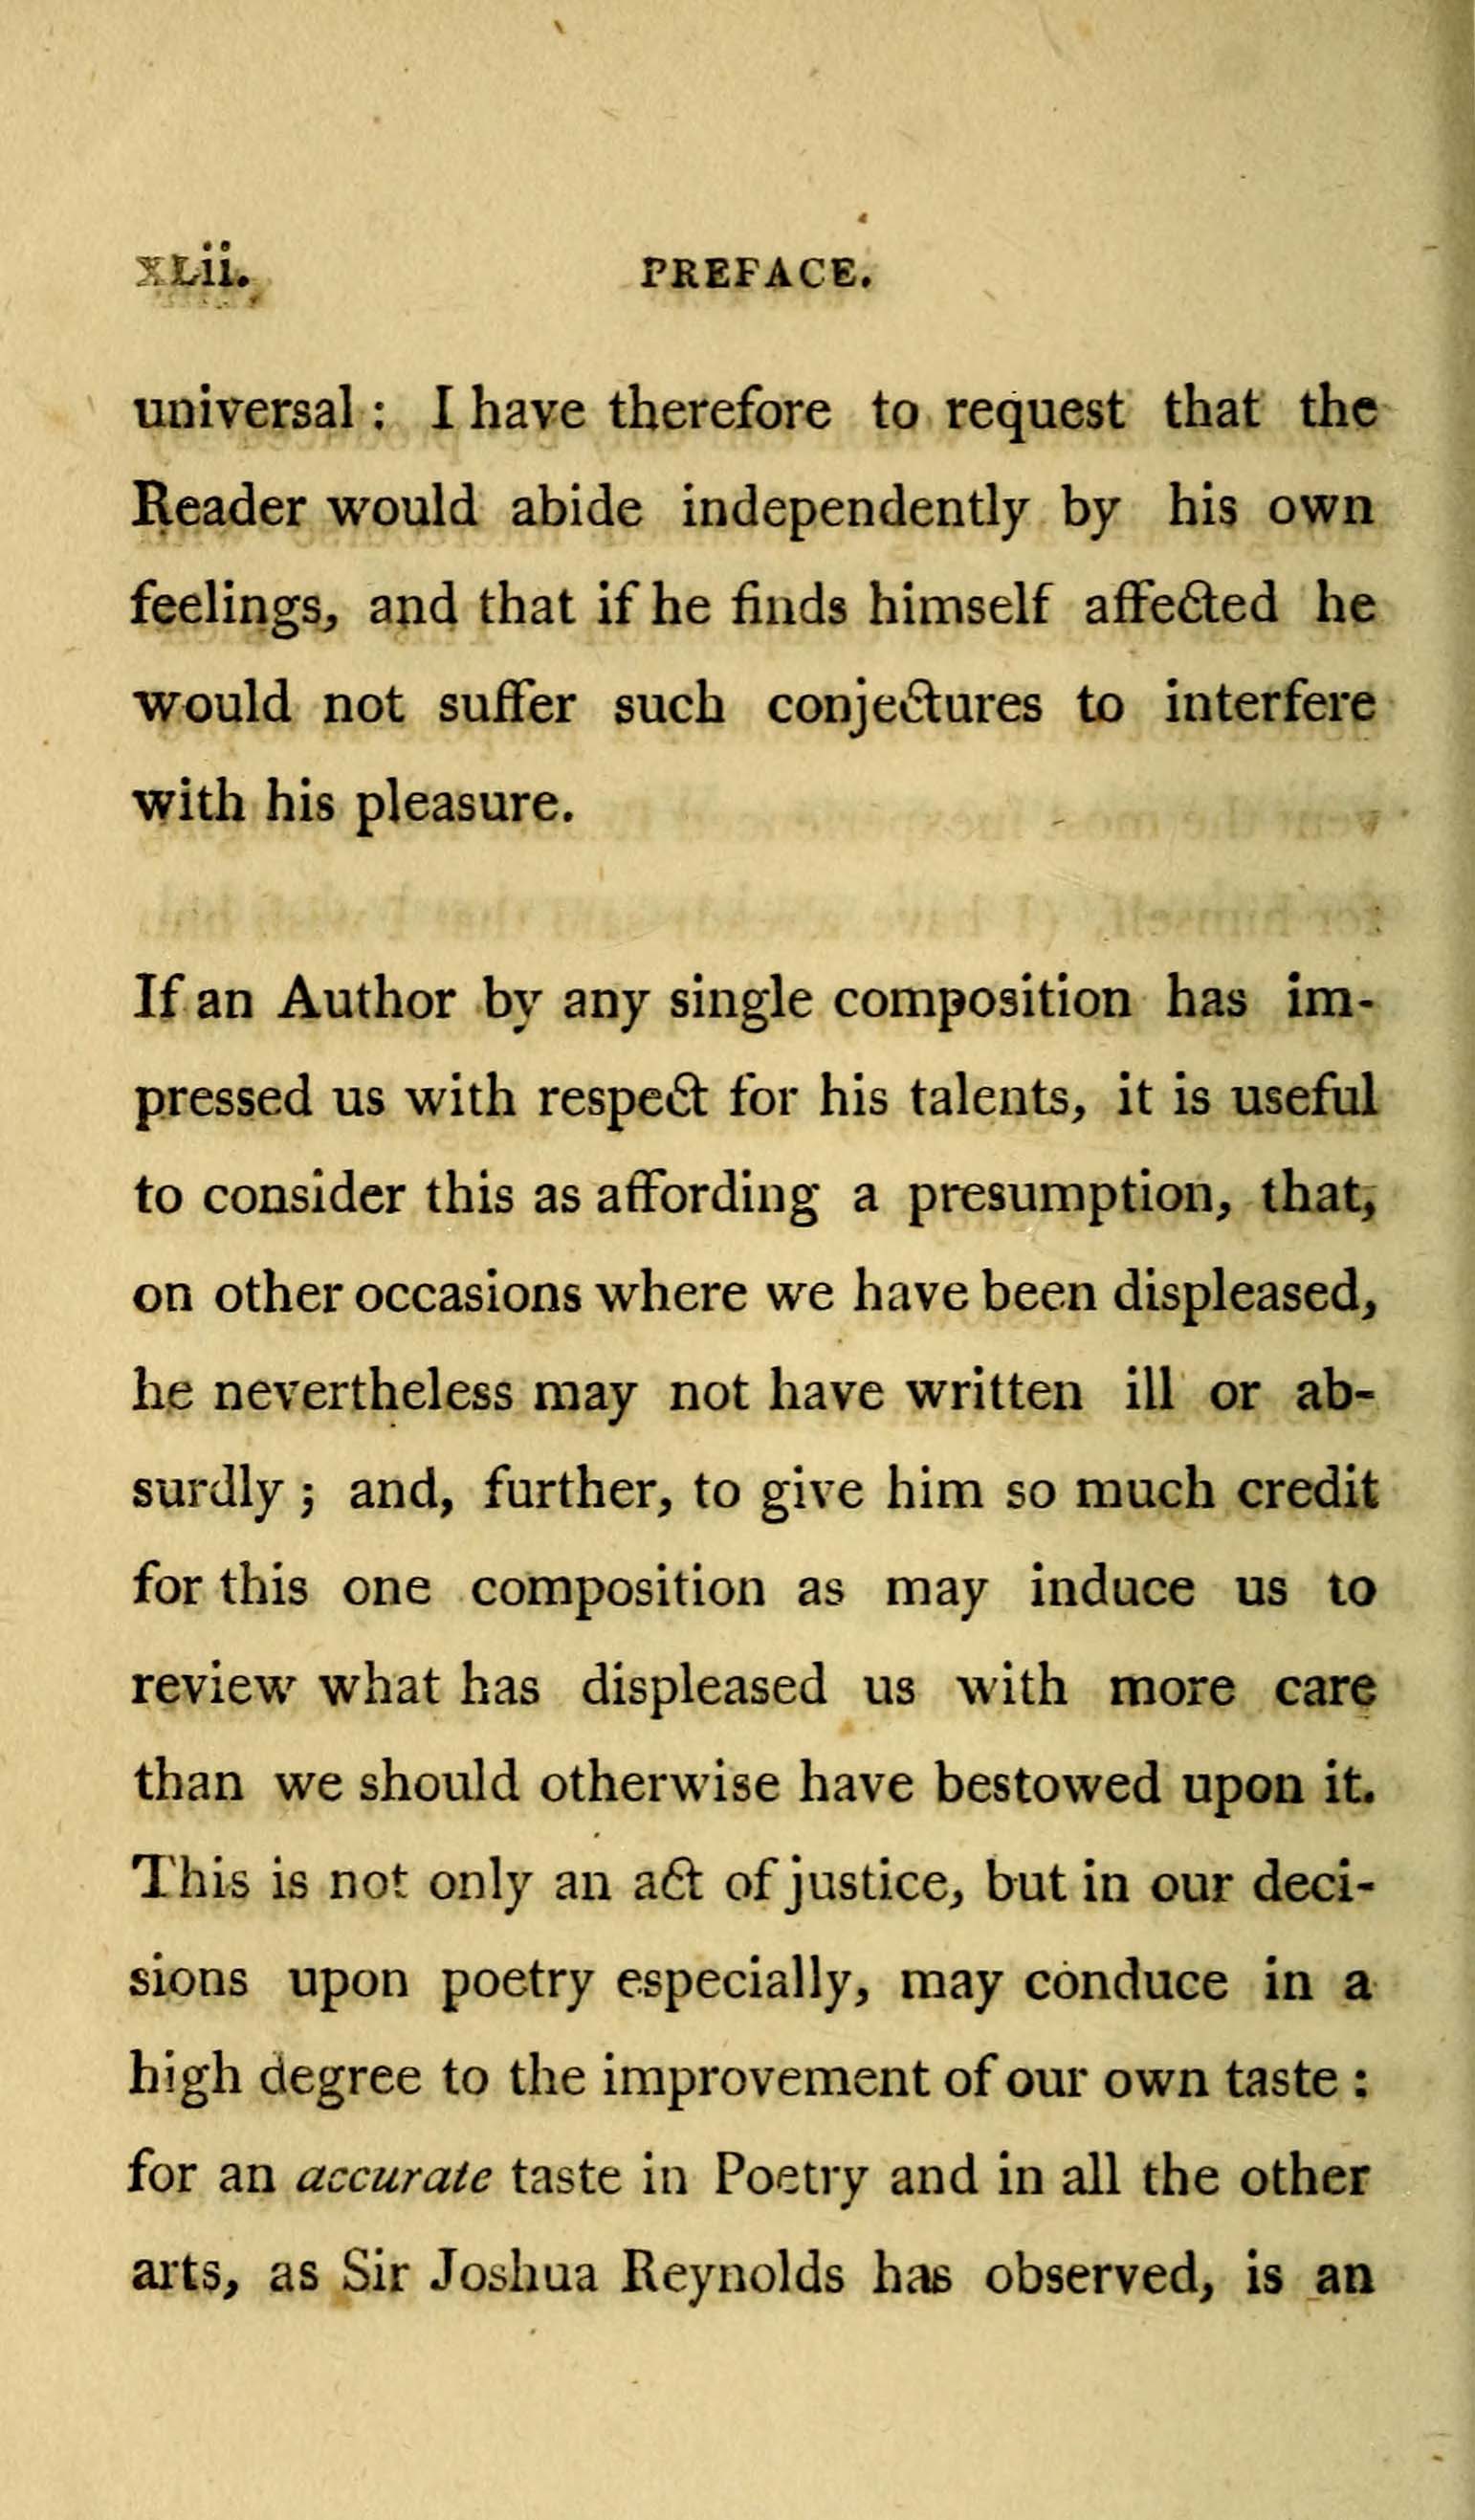 xLii. PREFACE.
universal : I have therefore to request that the
Reader would abide independently by his own
feelings, and that if he finds himself affected he
would not suffer such conjectures to interfere
with his pleasure.
If an Author by any single composition has im-
pressed us with respect for his talents, it is useful
to consider this as affording a presumption, that,
on other occasions where we have been displeased,
he nevertheless may not have written ill or ab-
surdly ; and, further, to give him so much credit
for this one composition as may induce us to
review what has displeased us with more care
than we should otherwise have bestowed upon it.
This is not only an act of justice, but in our deci-
sions upon poetry especially, may conduce in a
high degree to the improvement of our own taste :
for an accurate taste in Poetry and in all the other
arts, as Sir Joshua Reynolds has observed, is an